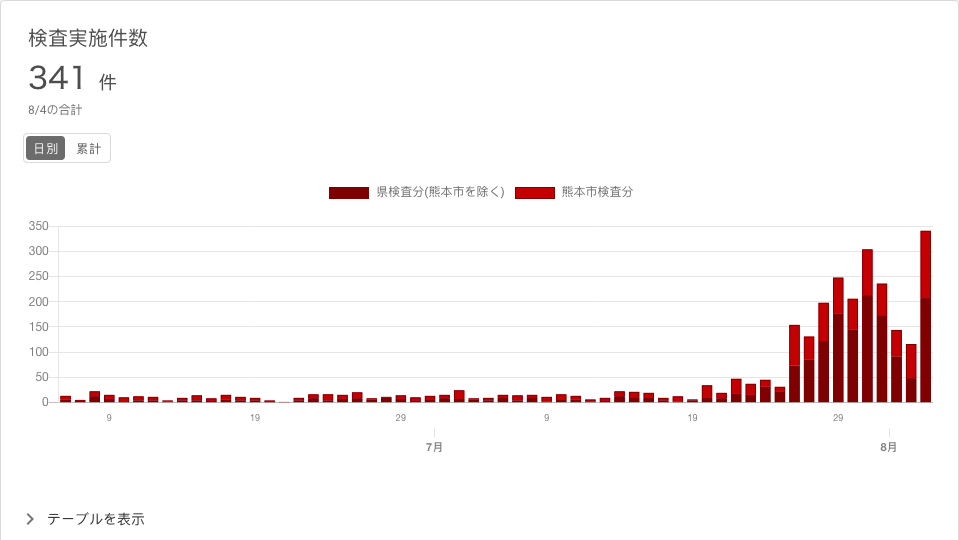 検査実施件数
341 件
8/4の合計
日別 累計
県検査分(熊本市を除く) 熊本市検査分
350
300
250
200
150
100
50
0
9 19 29 9 19 29
7月 8月
テーブルを表示